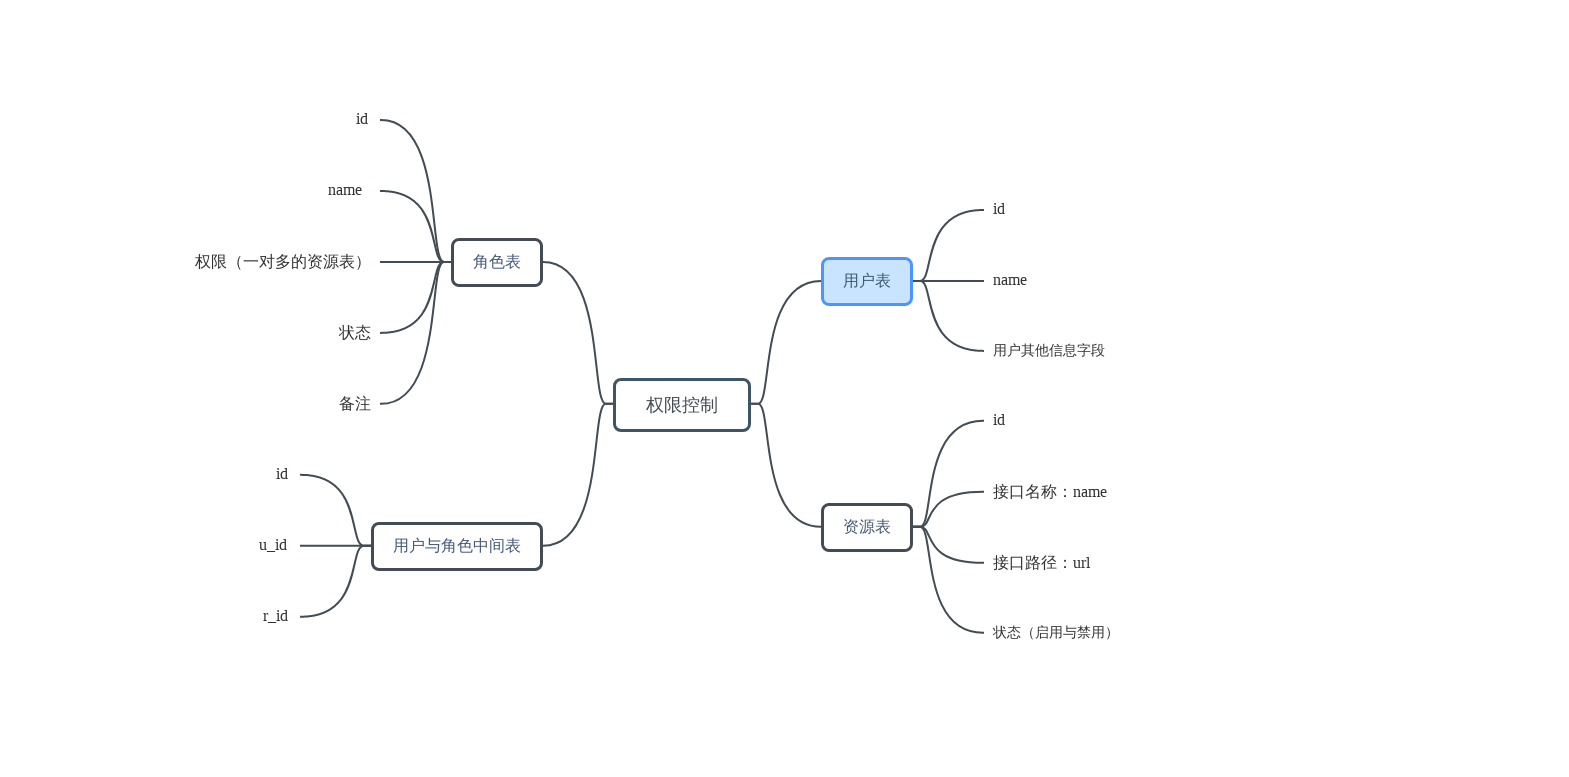 权限控制
角色表
id
name
权限（一对多的资源表）
状态
备注
用户与角色中间表
id
u_id
r_id
用户表
id
name
用户其他信息字段
资源表
id
接口名称：name
接口路径：url
状态（启用与禁用）